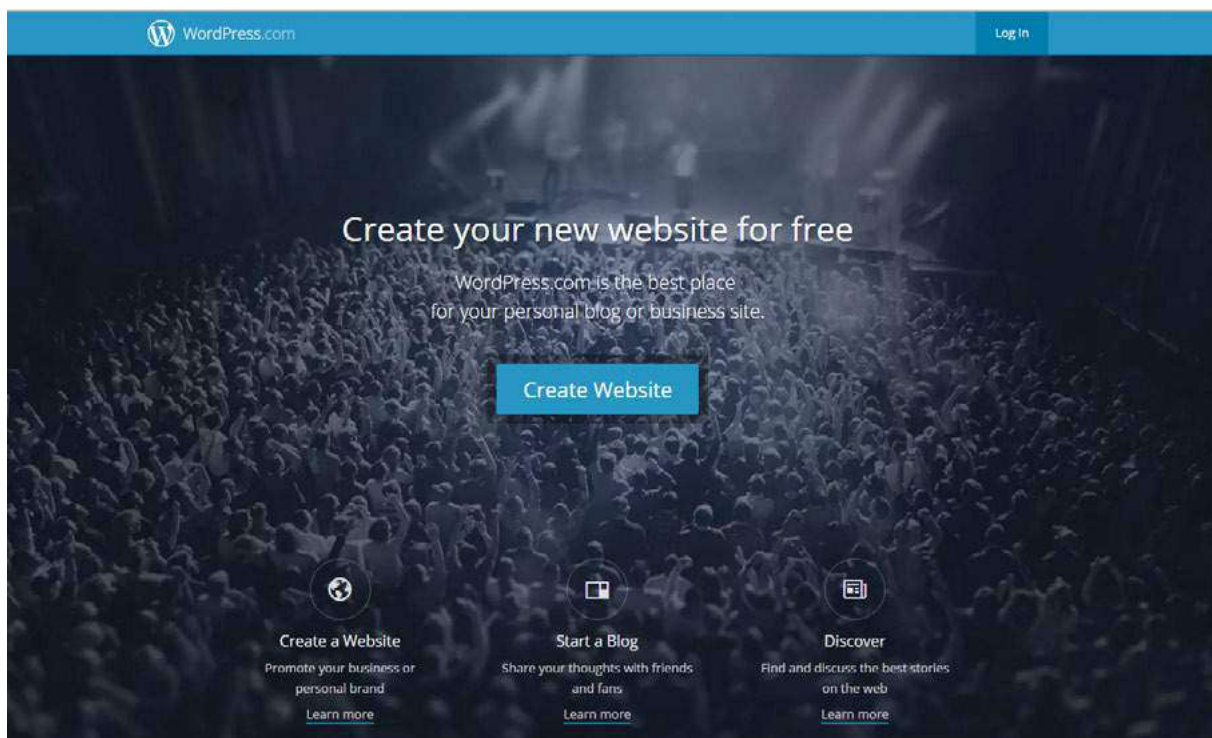 WordPress.com
Log In
Create your new website for free
WordPress.com is the best place
for your personal blog or business site.
Create Website
Create a Website
Promote your business or
personal brand
Learn more
Start a Blog
Share your thoughts with friends
and fans
Learn more
Discover
Find and discuss the best stories
on the web
Learn more